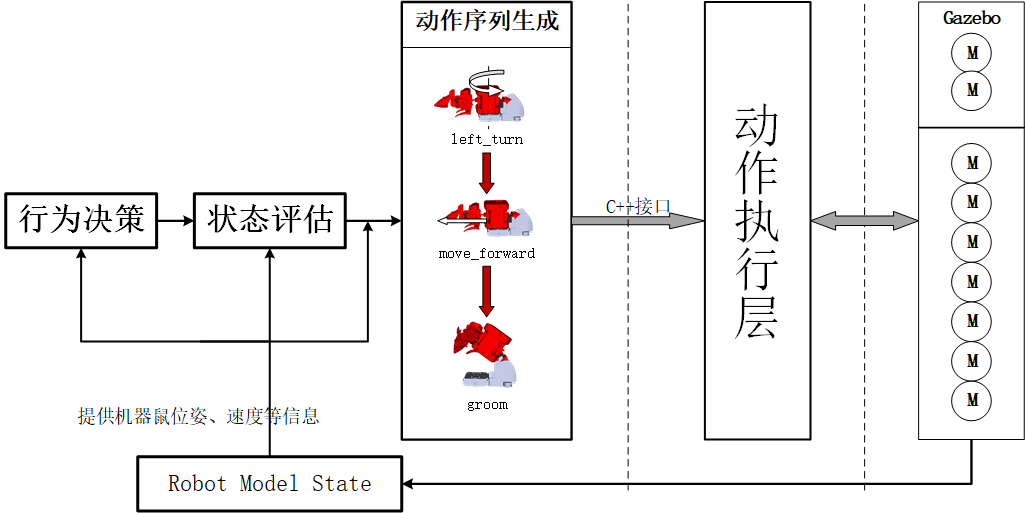 行为决策
状态评估
动作序列生成
left_turn
move_forward
groom
C++接口
动作执行层
Gazebo
M
M
M
M
M
M
M
M
M
提供机器鼠位姿、速度等信息
Robot Model State